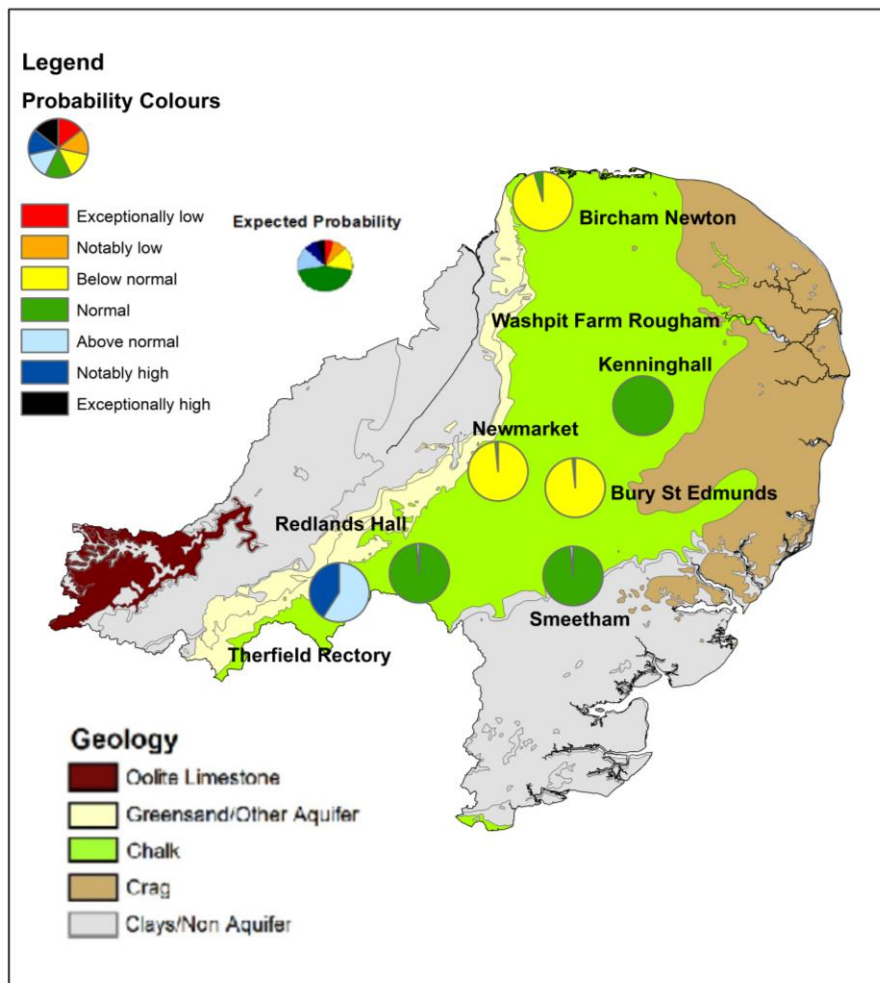 Legend
Probability Colours
Exceptionally low
Notably low
Below normal
Normal
Above normal
Notably high
Exceptionally high
Expected Probability
Bircham Newton
Washpit Farm Rougham
Kenninghall
Newmarket
Bury St Edmunds
Redlands Hall
Smeetham
Therfield Rectory
Geology
Oolite Limestone
Greensand/Other Aquifer
Chalk
Crag
Clays/Non Aquifer